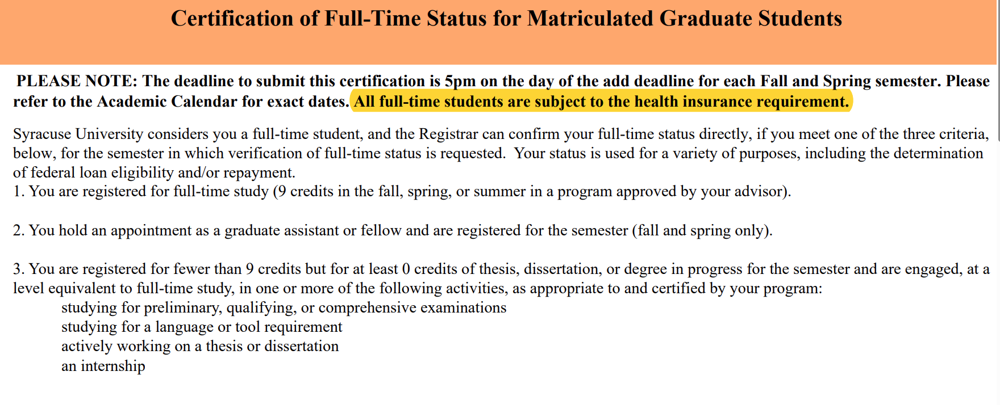 Certification of Full-Time Status for Matriculated Graduate Students
PLEASE NOTE: The deadline to submit this certification is 5pm on the day of the add deadline for each Fall and Spring semester. Please
refer to the Academic Calendar for exact dates. All full-time students are subject to the health insurance requirement.
Syracuse University considers you a full-time student, and the Registrar can confirm your full-time status directly, if you meet one of the three criteria,
below, for the semester in which verification of full-time status is requested.  Your status is used for a variety of purposes, including the determination
of federal loan eligibility and/or repayment.
1. You are registered for full-time study (9 credits in the fall, spring, or summer in a program approved by your advisor).
2. You hold an appointment as a graduate assistant or fellow and are registered for the semester (fall and spring only).
3. You are registered for fewer than 9 credits but for at least 0 credits of thesis, dissertation, or degree in progress for the semester and are engaged, at a
level equivalent to full-time study, in one or more of the following activities, as appropriate to and certified by your program:
studying for preliminary, qualifying, or comprehensive examinations
studying for a language or tool requirement
actively working on a thesis or dissertation
an internship